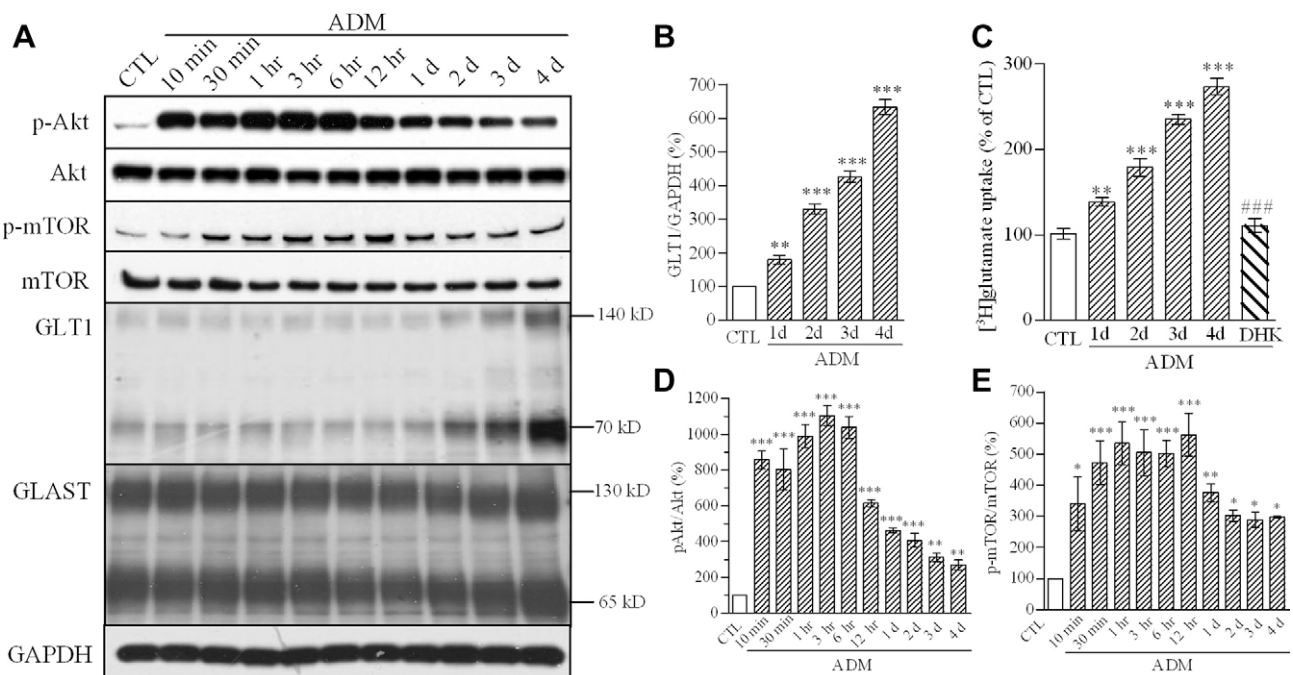 A
ADM
CTL 10 min 30 min 1 hr 3 hr 6 hr 12 hr 1 d 2 d 3 d 4 d
p-Akt
Akt
p-mTOR
mTOR
GLT1
140 kD
70 kD
GLAST
130 kD
65 kD
GAPDH
B
GLT1/GAPDH (%)
700
600
500
400
300
200
100
0
** *** *** ***
CTL 1d 2d 3d 4d
ADM
C
[³H]glutamate uptake (% of CTL)
300
200
100
0
** *** *** *** ###
CTL 1d 2d 3d 4d DHK
ADM
D
pAkt/Akt (%)
1200
1000
800
600
400
200
0
*** *** *** *** *** *** *** *** ** **
CTL 10 min 30 min 1 hr 3 hr 6 hr 12 hr 1 d 2 d 3 d 4 d
ADM
E
p-mTOR/mTOR (%)
700
600
500
400
300
200
100
0
* *** *** *** *** *** ** * * *
CTL 10 min 30 min 1 hr 3 hr 6 hr 12 hr 1 d 2 d 3 d 4 d
ADM